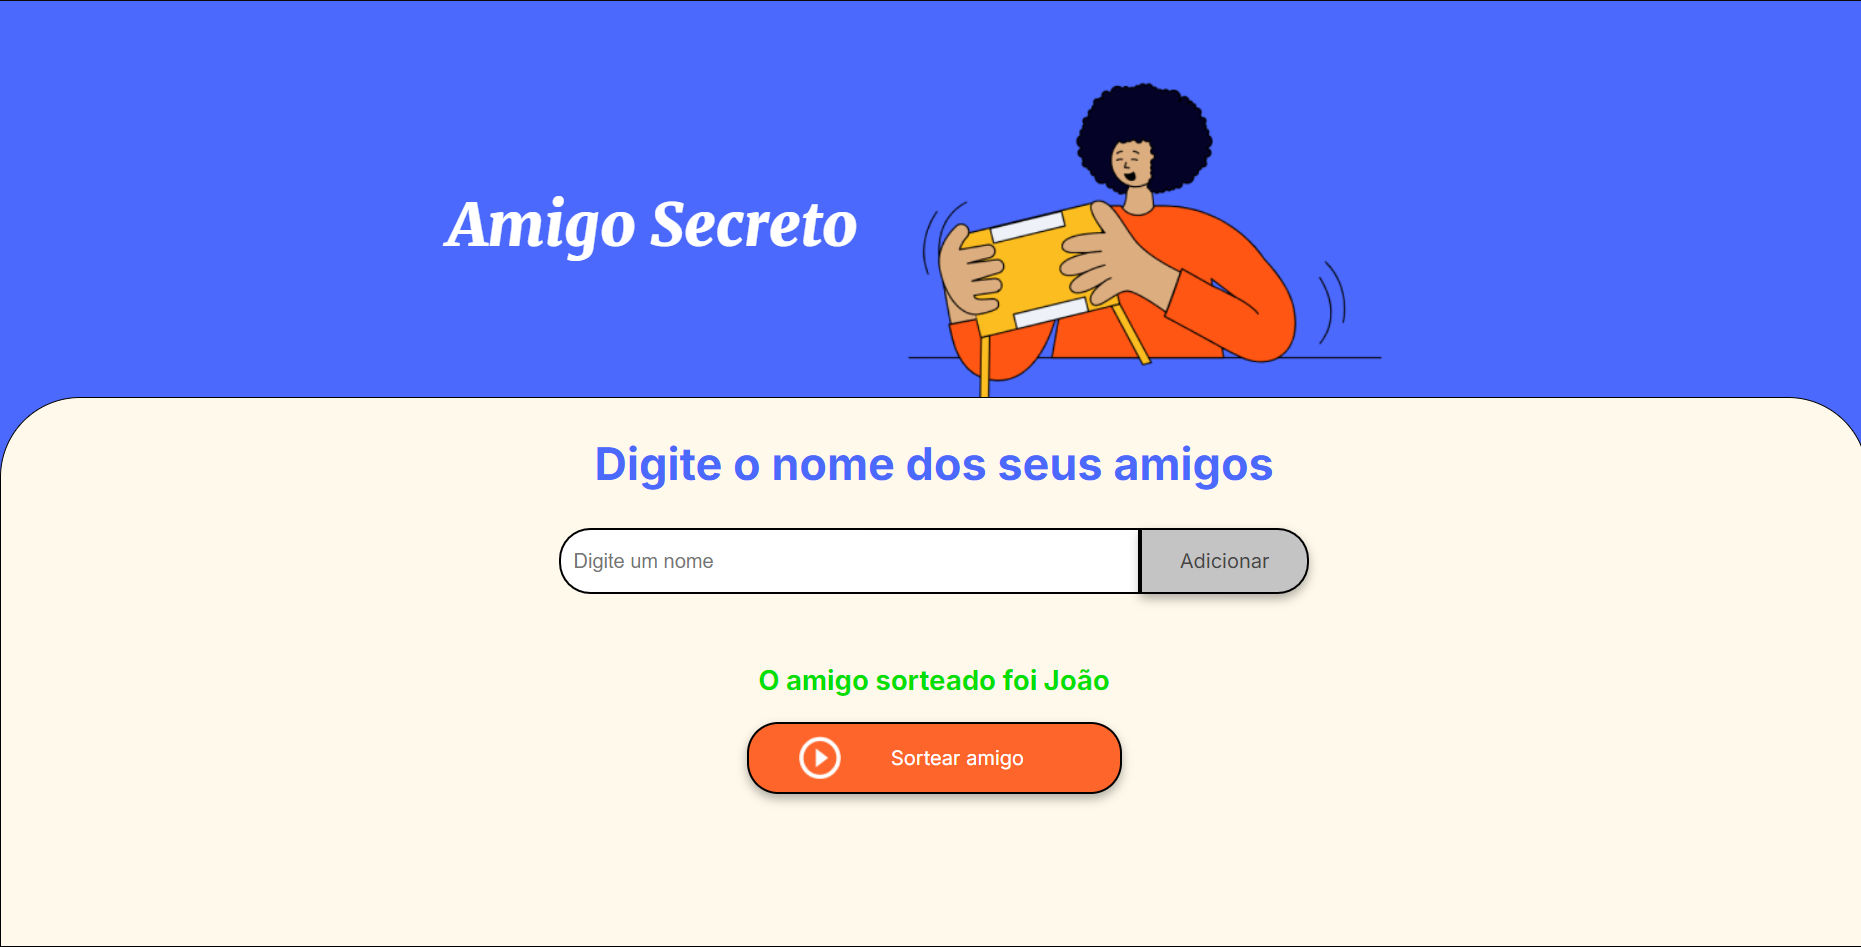 Amigo Secreto
Digite o nome dos seus amigos
Digite um nome
Adicionar
O amigo sorteado foi João
Sortear amigo